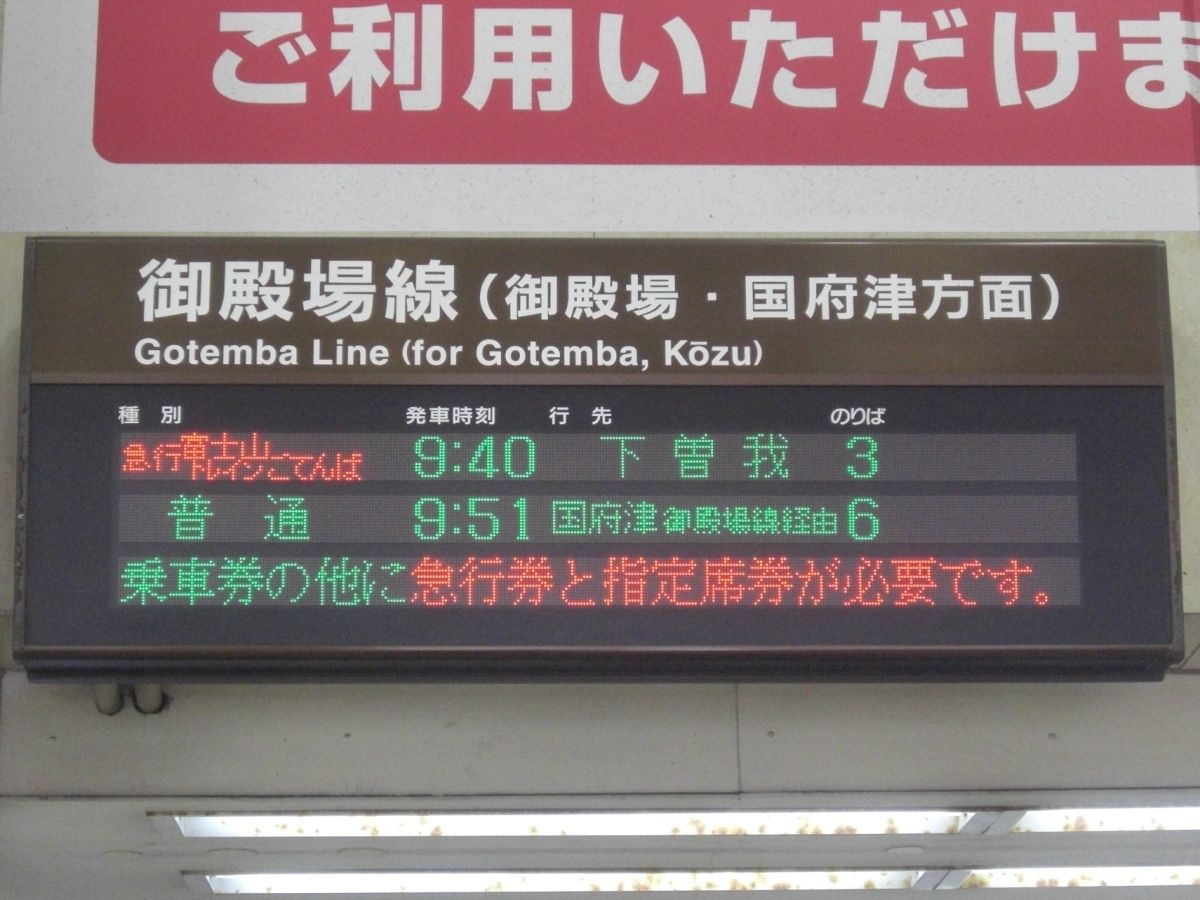 ご利用いただけま
御殿場線(御殿場・国府津方面)
Gotemba Line (for Gotemba, Kōzu)
種別 発車時刻 行先 のりば
急行富士山トレインごてんば 9:40 下曽我 3
普通 9:51 国府津御殿場線経由 6
乗車券の他に急行券と指定席券が必要です。